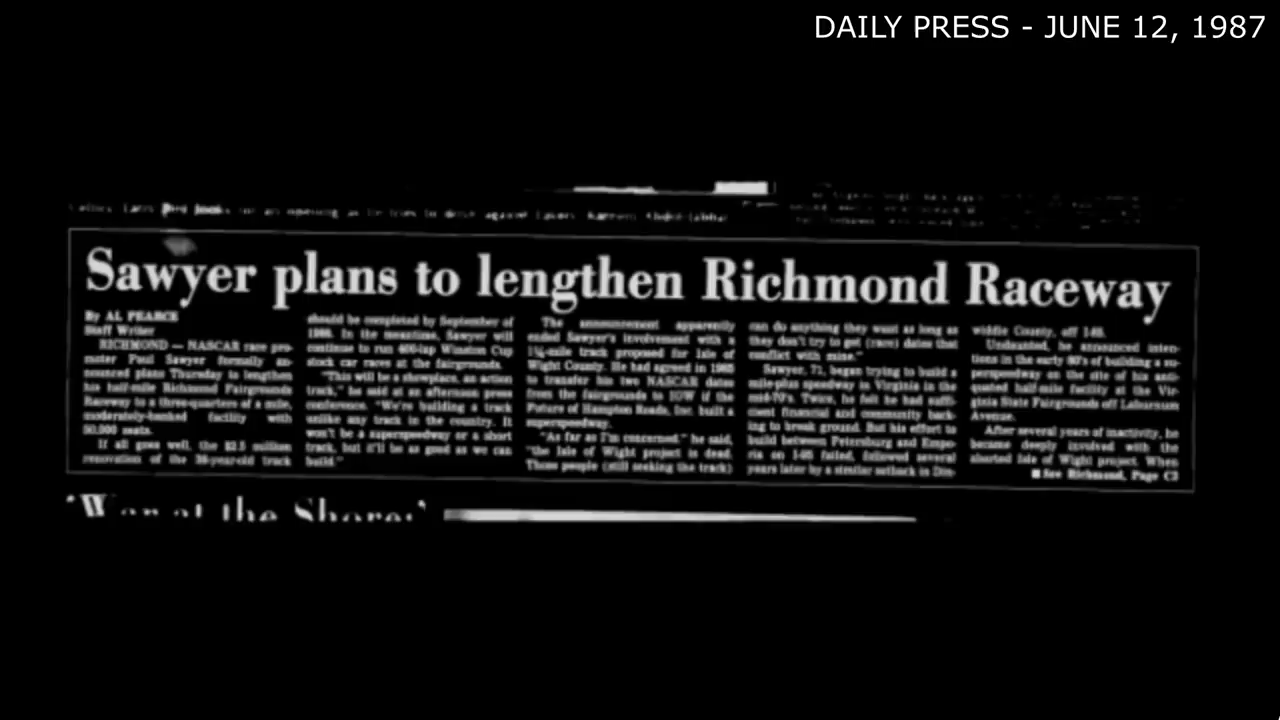 DAILY PRESS - JUNE 12, 1987
Sawyer plans to lengthen Richmond Raceway
By AL PEARCE
Staff Writer
RICHMOND — NASCAR race pro-
moter Paul Sawyer formally an-
nounced plans Thursday to lengthen
his half-mile Richmond Fairgrounds
Raceway to a three-quarters of a mile,
moderately-banked facility with
50,000 seats.
If all goes well, the $2.5 million
renovation of the -year-old track
should be completed by September of
1988. In the meantime, Sawyer will
continue to run 400-lap Winston Cup
stock car races at the fairgrounds.
"This will be a showplace, an action
track," he said at an afternoon press
conference. "We're building a track
unlike any track in the country. It
won't be a superspeedway or a short
track, but it'll be as good as we can
build."
The announcement apparently
ended Sawyer's involvement with a
track proposed for Isle of
Wight County. He had agreed in 1985
to transfer his two NASCAR dates
from the fairgrounds to IOW if the
Future of Hampton Roads, Inc. built a
superspeedway.
"As far as I'm concerned," he said,
"the Isle of Wight project is dead.
Those people (still seeking the track)
can do anything they want as long as
they don't try to get (race) dates that
conflict with mine."
Sawyer, 71, began trying to build a
mile-plus speedway in Virginia in the
mid-70's. Twice, he felt he had suffi-
cient financial and community back-
ing to break ground. But his effort to
build between Petersburg and Empo-
ria on I-95 failed, followed several
years later by a similar setback in Din-
widdie County, off I-85.
Undaunted, he announced inten-
tions in the early 80's of building a su-
perspeedway on the site of his anti-
quated half-mile facility at the Vir-
ginia State Fairgrounds off Laburnum
Avenue.
After several years of inactivity, he
became deeply involved with the
aborted Isle of Wight project. When
■ See Richmond, Page C3
'War at the Shore:'